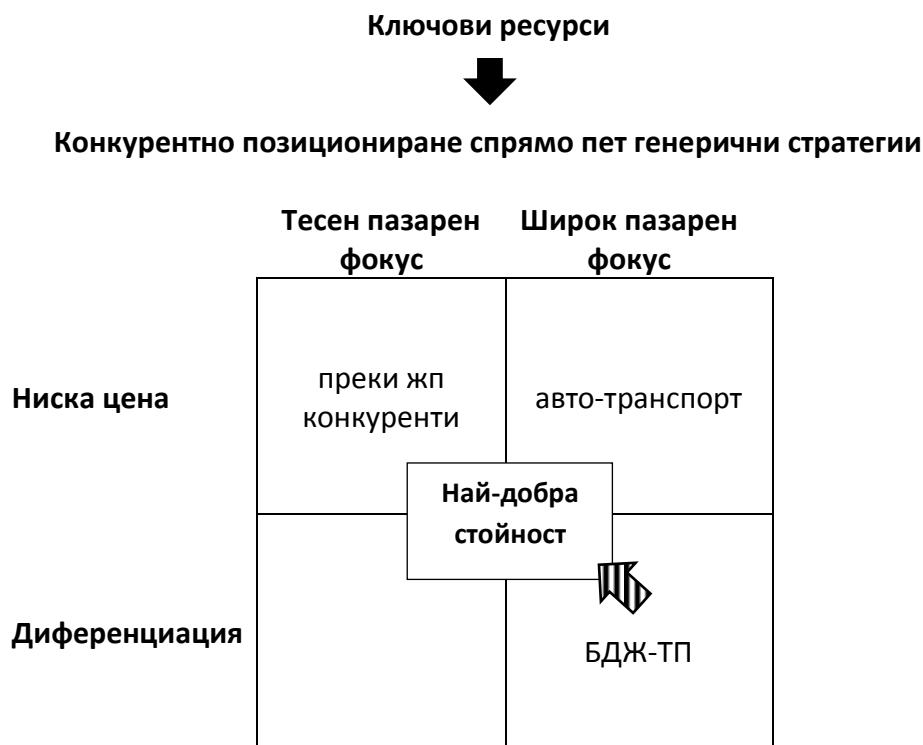 Ключови ресурси
Конкурентно позициониране спрямо пет генерични стратегии
Тесен пазарен
фокус
Широк пазарен
фокус
Ниска цена
преки жп
конкуренти
авто-транспорт
Най-добра
стойност
Диференциация
БДЖ-ТП